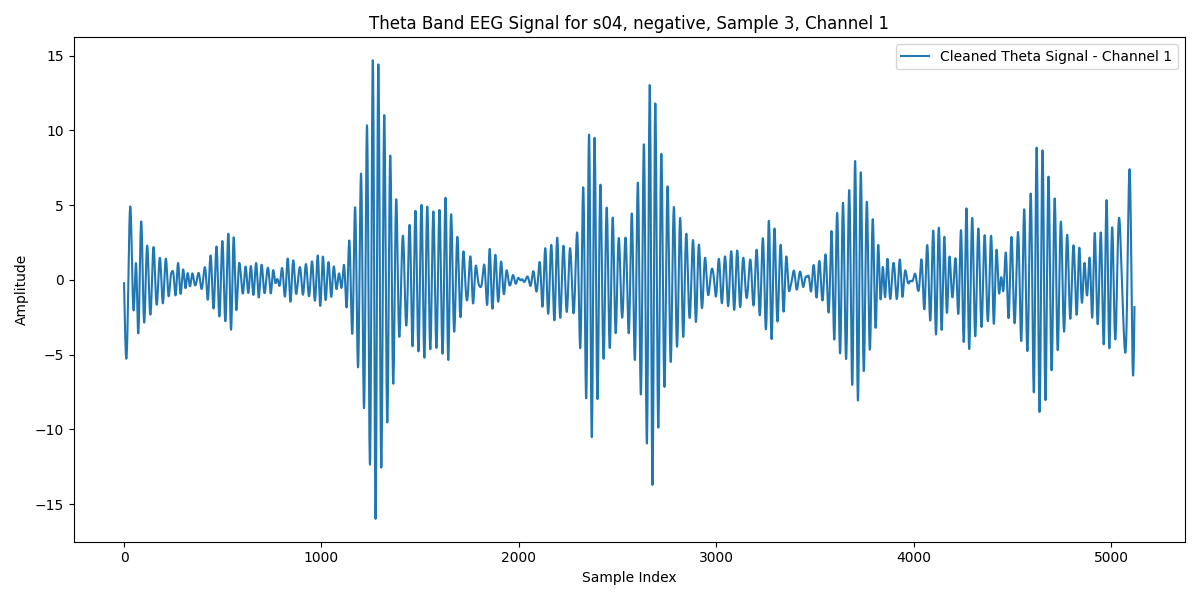 Theta Band EEG Signal for s04, negative, Sample 3, Channel 1
Cleaned Theta Signal - Channel 1
Amplitude
15
10
5
0
−5
−10
−15
0 1000 2000 3000 4000 5000
Sample Index